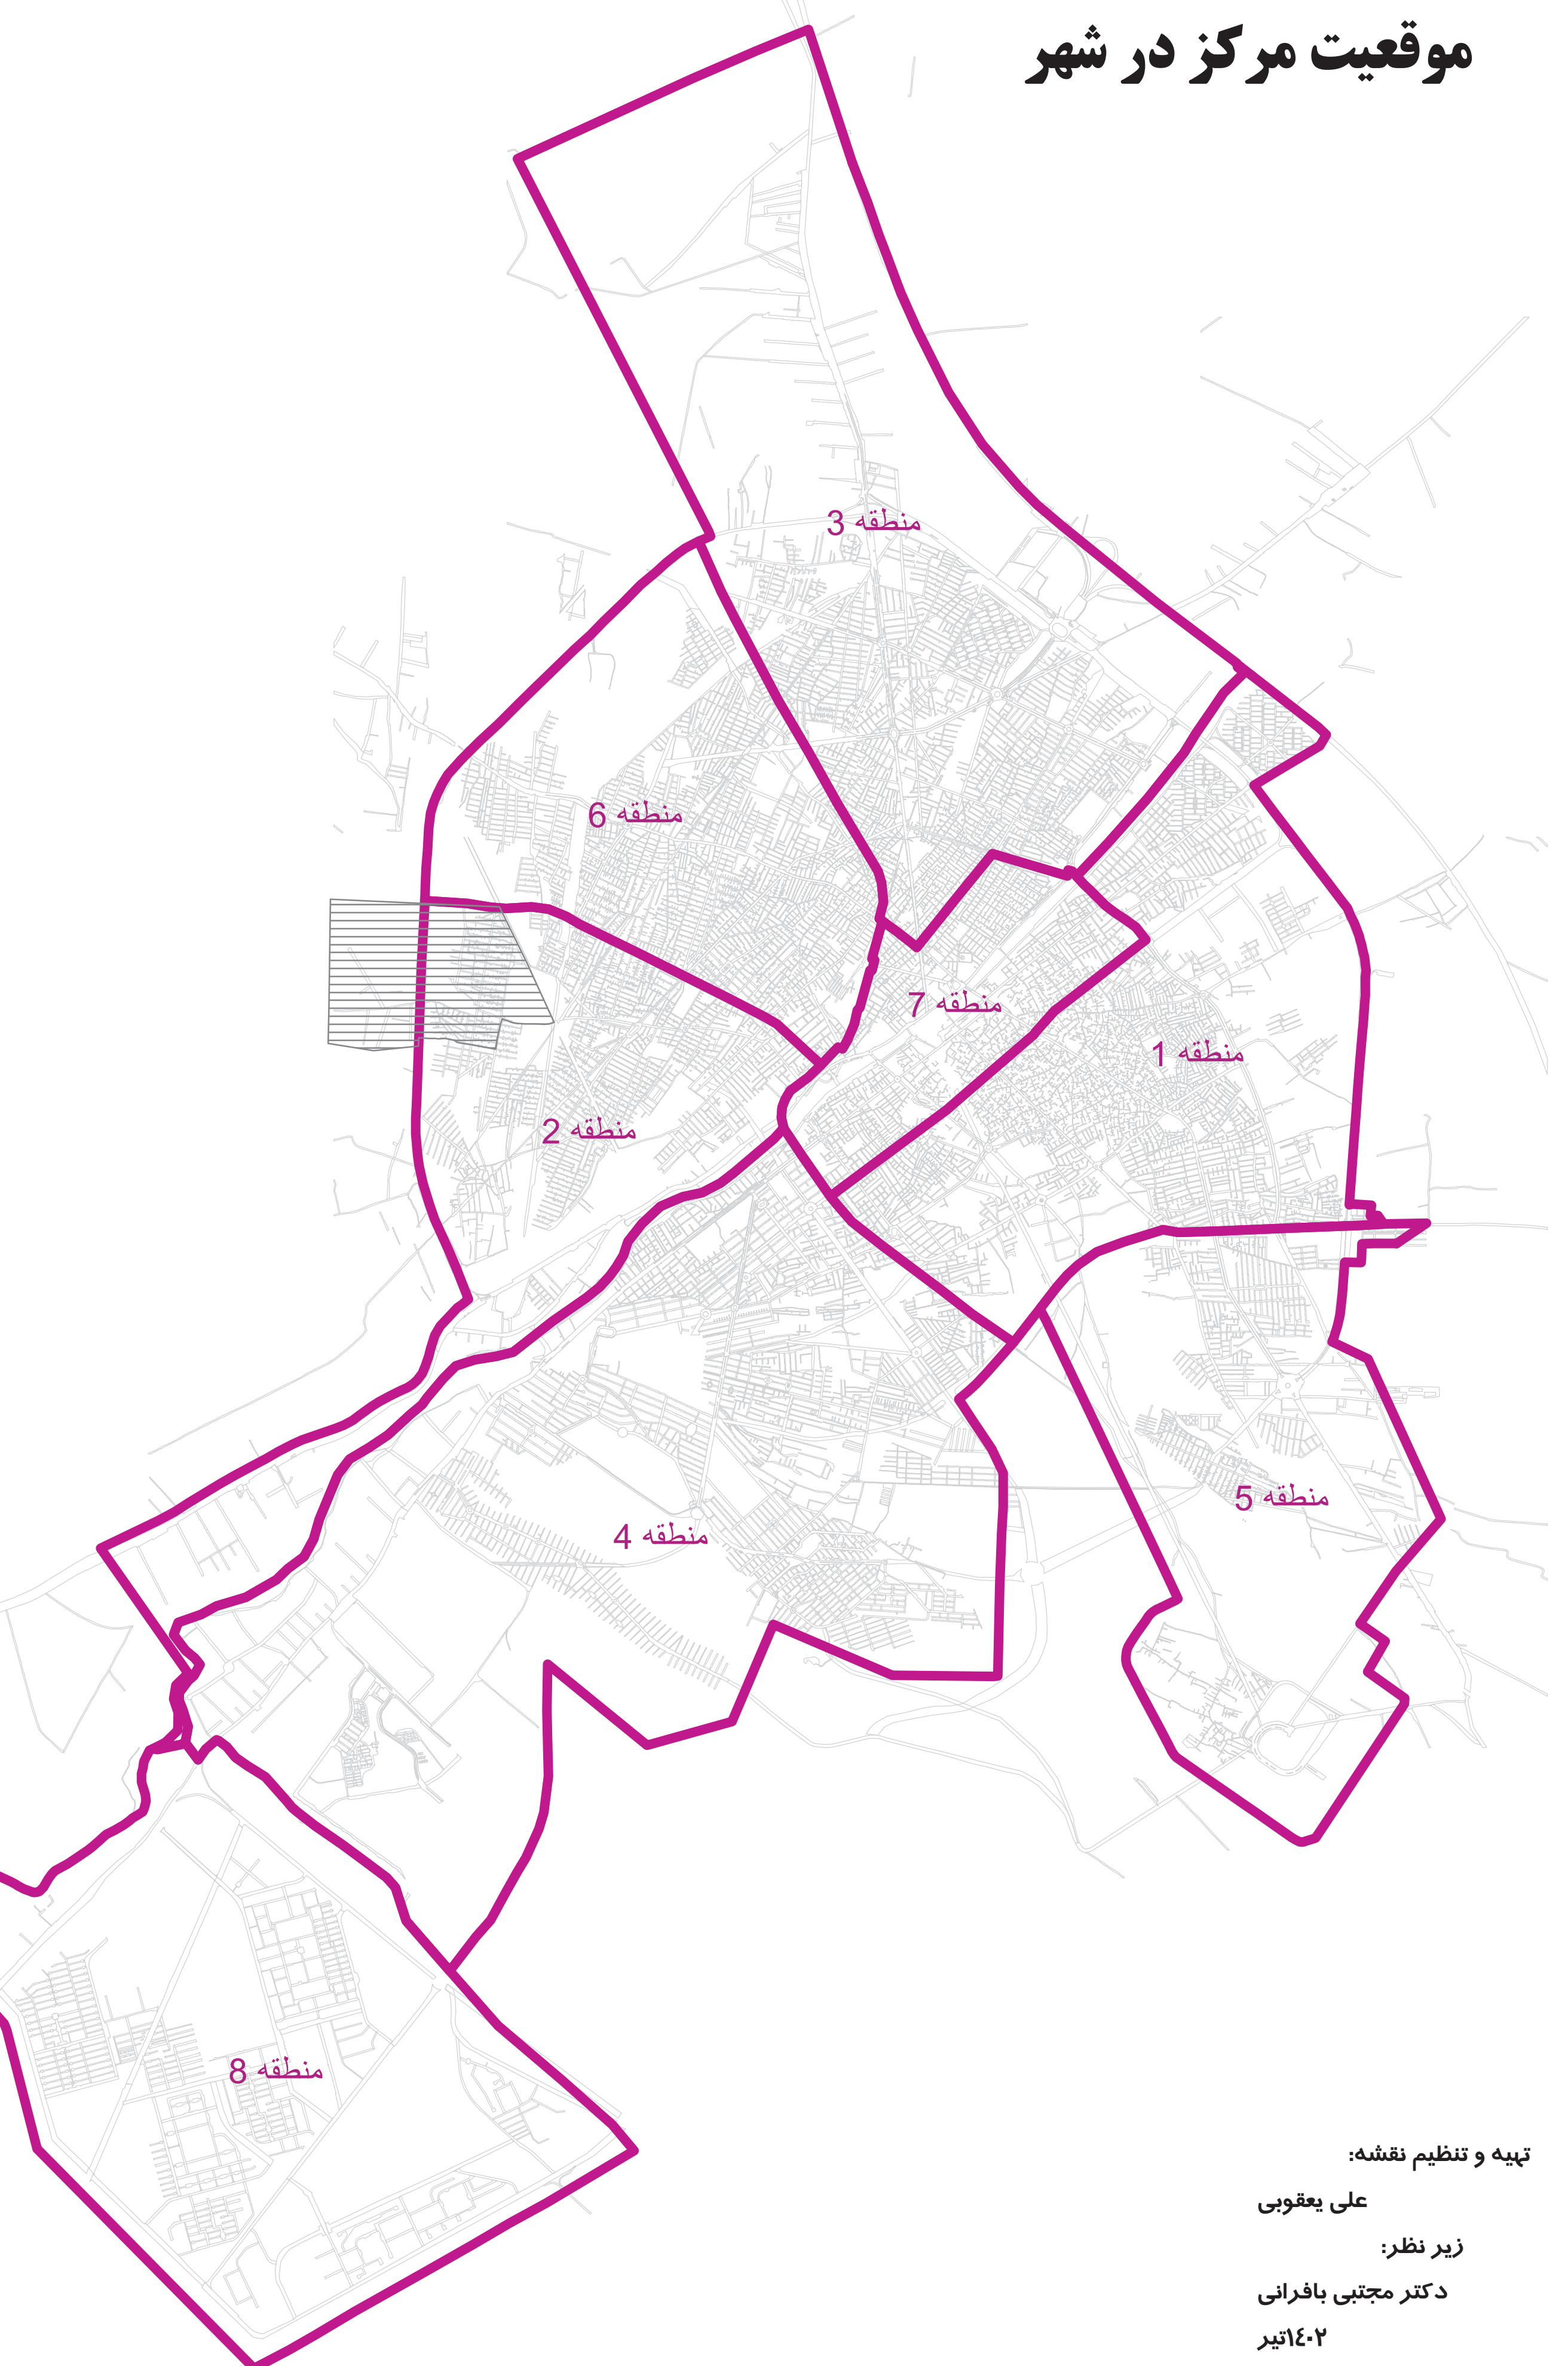 موقعیت مرکز در شهر
منطقه 3
منطقه 6
منطقه 7
منطقه 1
منطقه 2
منطقه 5
منطقه 4
منطقه 8
تهیه و تنظیم نقشه:
علی یعقوبی
زیر نظر:
دکتر مجتبی بافرانی
تیر۱٤۰۲